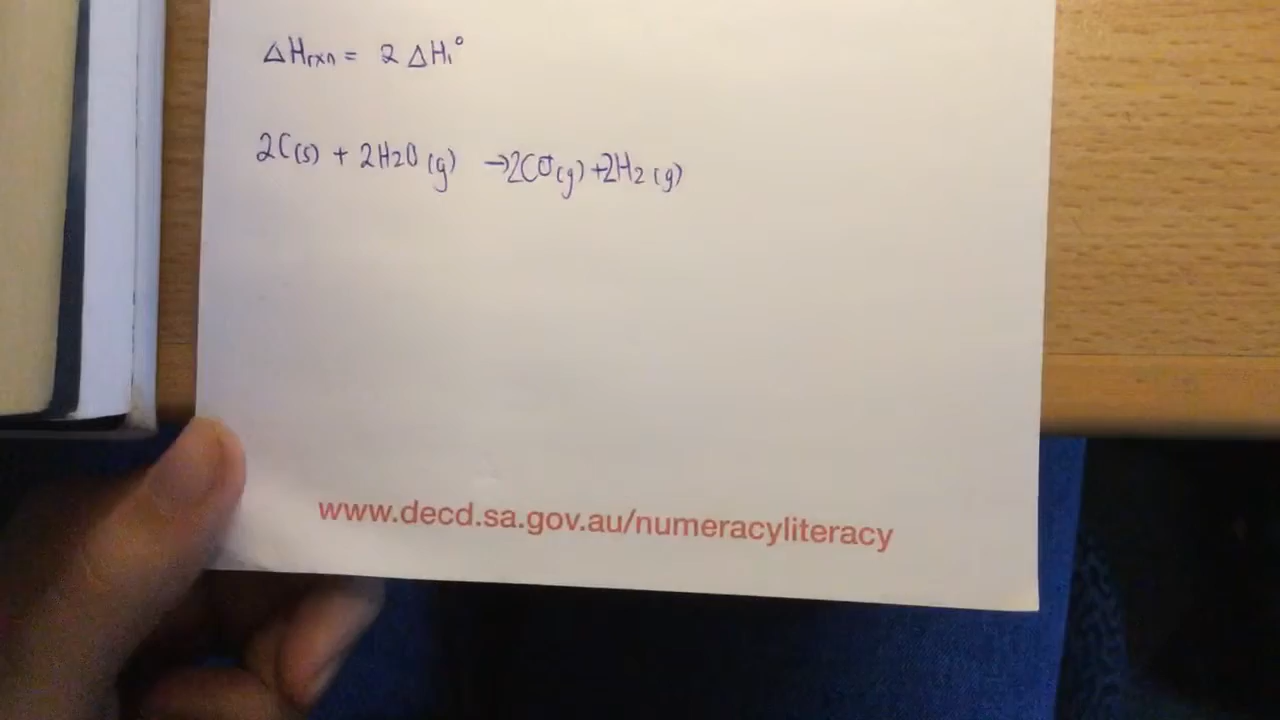 ΔHrxn = 2 ΔH₁°
2C(s) + 2H2O (g) →2CO(g) +2H2 (g)
www.decd.sa.gov.au/numeracyliteracy